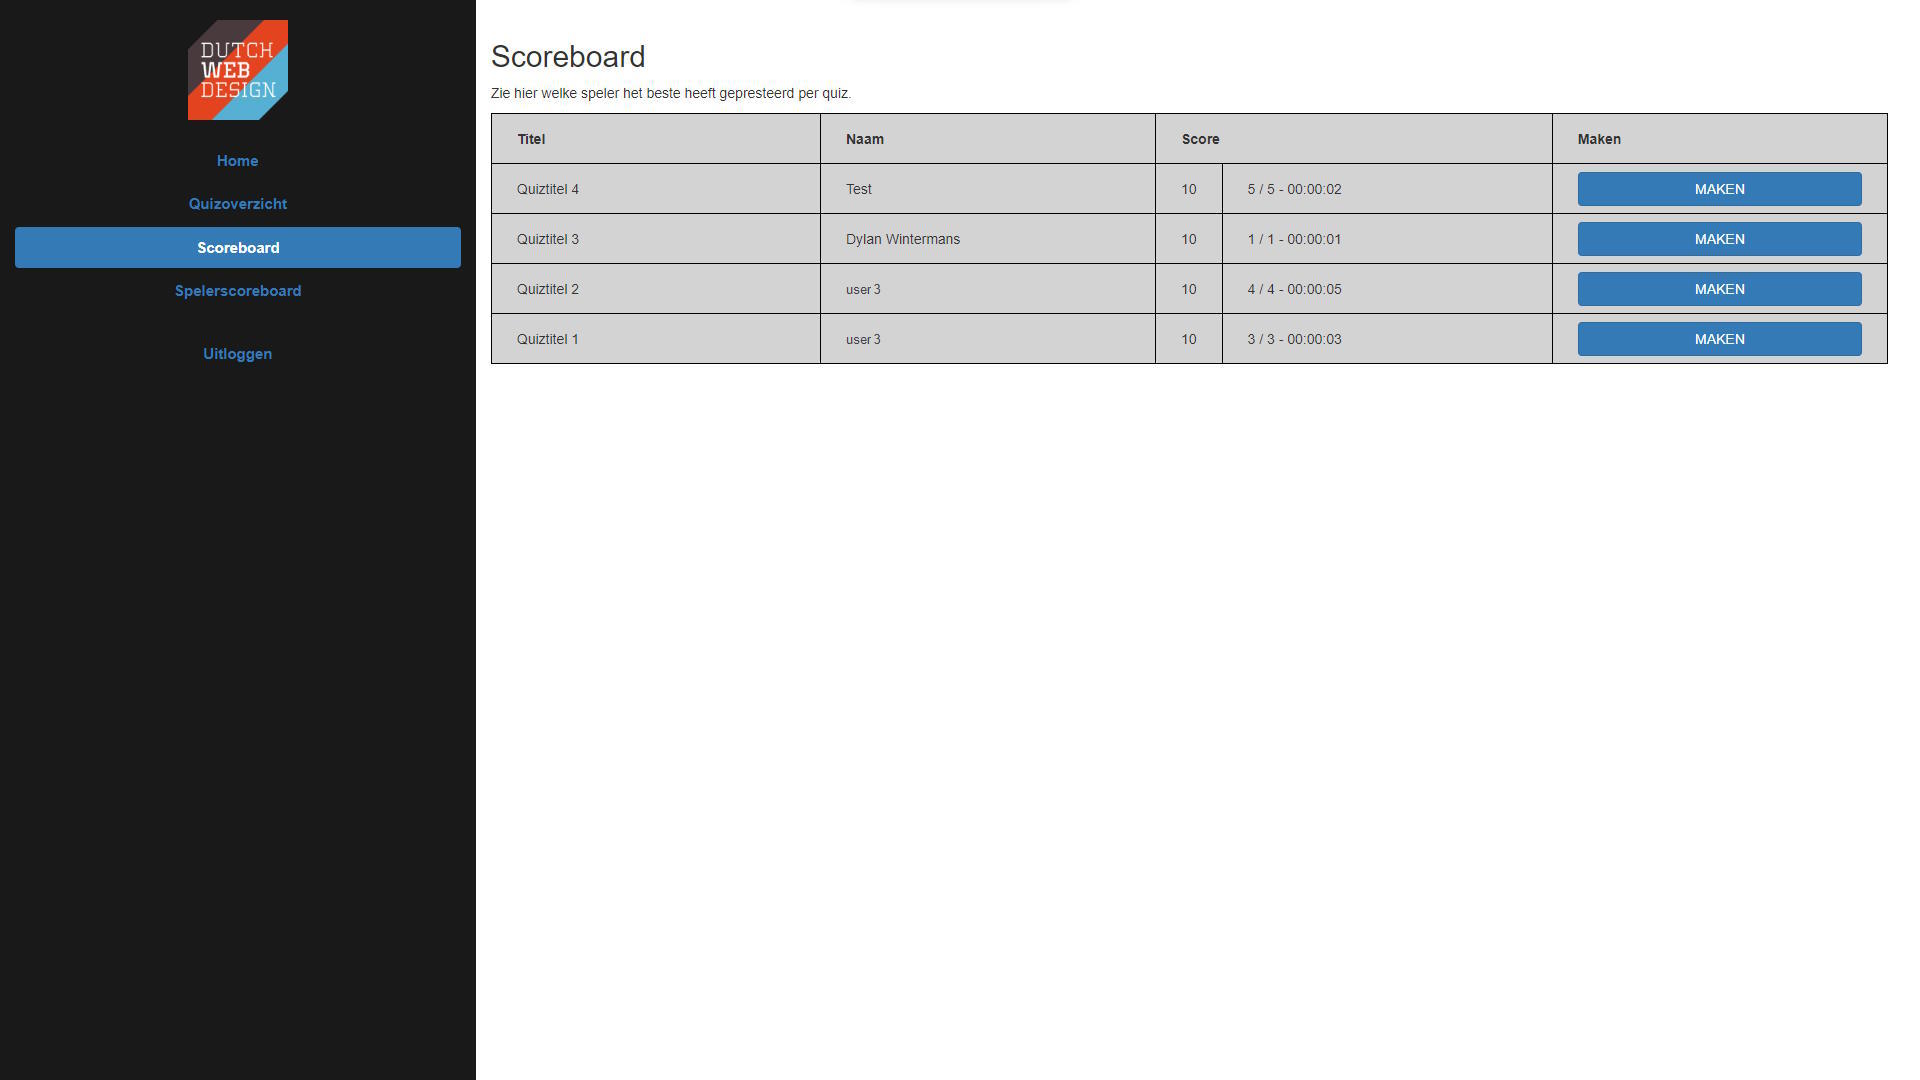 DUTCH
WEB
DESIGN
Home
Quizoverzicht
Scoreboard
Spelerscoreboard
Uitloggen
Scoreboard
Zie hier welke speler het beste heeft gepresteerd per quiz.
Titel Naam Score Maken
Quiztitel 4 Test 10 5 / 5 - 00:00:02 MAKEN
Quiztitel 3 Dylan Wintermans 10 1 / 1 - 00:00:01 MAKEN
Quiztitel 2 user 3 10 4 / 4 - 00:00:05 MAKEN
Quiztitel 1 user 3 10 3 / 3 - 00:00:03 MAKEN